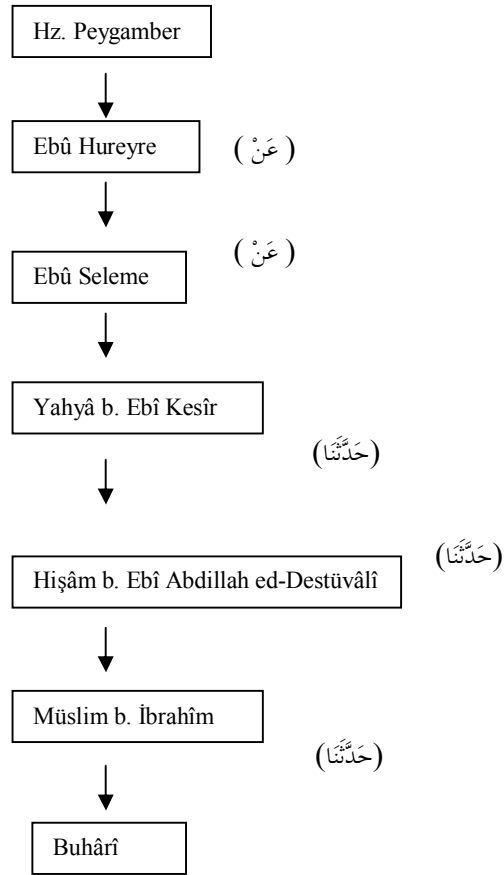 Hz. Peygamber
Ebû Hureyre ( عَنْ )
Ebû Seleme ( عَنْ )
Yahyâ b. Ebî Kesîr
(حَدَّثَنَا)
Hişâm b. Ebî Abdillah ed-Destüvâlî (حَدَّثَنَا)
Müslim b. İbrahîm
(حَدَّثَنَا)
Buhârî